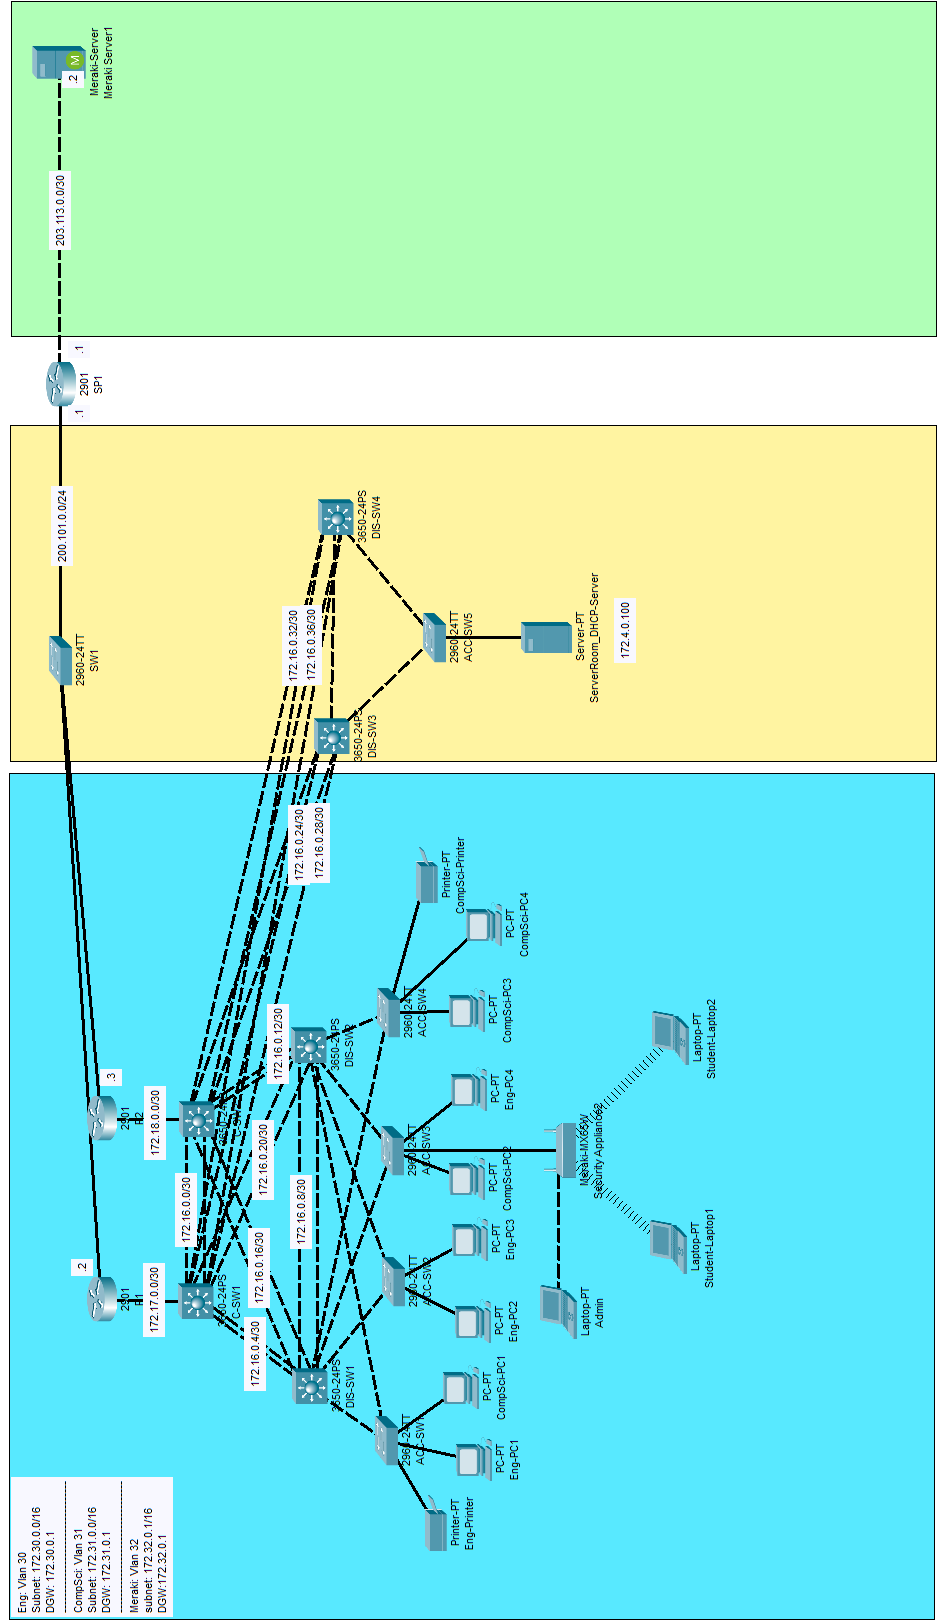 Eng: Vlan 30
Subnet: 172.30.0.0/16
DGW: 172.30.0.1
CompSci: Vlan 31
Subnet: 172.31.0.0/16
DGW: 172.31.0.1
Meraki: Vlan 32
subnet: 172.32.0.1/16
DGW:172.32.0.1
.2
2901
R1
172.17.0.0/30
.3
2901
R2
172.18.0.0/30
2960-24TT
SW1
200.101.0.0/24
.1
2901
SP1
.1
203.113.0.0/30
.2
Meraki-Server
Meraki Server1
172.16.0.0/30
172.16.0.4/30
172.16.0.16/30
172.16.0.20/30
172.16.0.12/30
172.16.0.8/30
172.16.0.24/30
172.16.0.28/30
172.16.0.32/30
172.16.0.36/30
3650-24PS
DIS-SW1
3650-24PS
DIS-SW2
3650-24PS
DIS-SW3
3650-24PS
DIS-SW4
2960-24TT
2960-24TT
ACC-SW2
2960-24TT
ACC-SW3
2960-24TT
ACC-SW4
2960-24TT
ACC-SW5
Server-PT
ServerRoom_DHCP-Server
172.4.0.100
Printer-PT
Eng-Printer
PC-PT
Eng-PC1
PC-PT
CompSci-PC1
PC-PT
Eng-PC2
PC-PT
Eng-PC3
PC-PT
CompSci-PC2
PC-PT
Eng-PC4
PC-PT
CompSci-PC3
PC-PT
CompSci-PC4
Printer-PT
CompSci-Printer
Laptop-PT
Admin
Meraki-MX65W
Security Appliance2
Laptop-PT
Student-Laptop1
Laptop-PT
Student-Laptop2